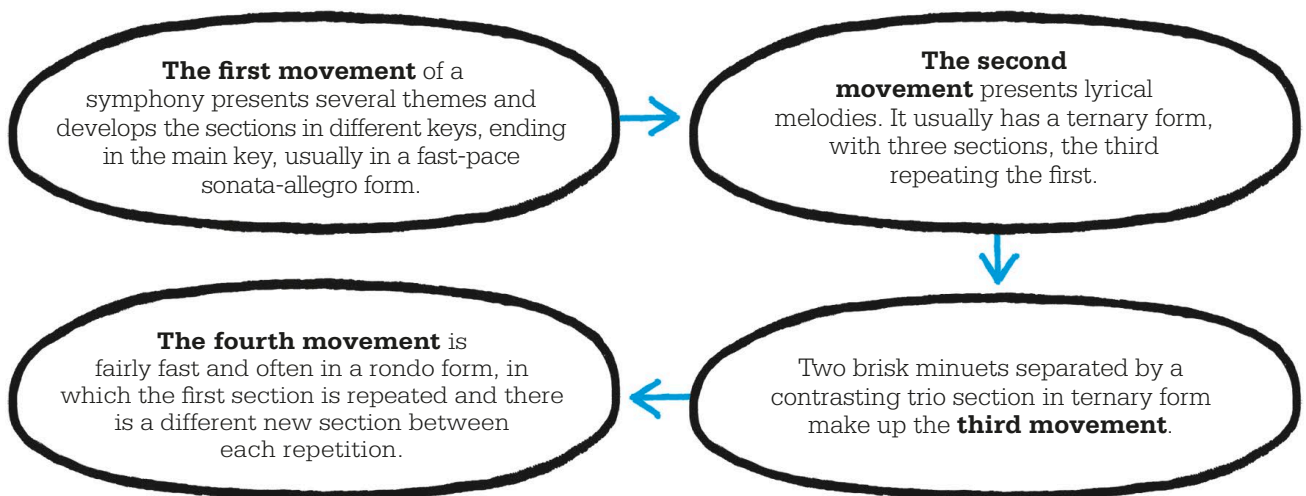 The first movement of a
symphony presents several themes and
develops the sections in different keys, ending
in the main key, usually in a fast-pace
sonata-allegro form.
The second
movement presents lyrical
melodies. It usually has a ternary form,
with three sections, the third
repeating the first.
Two brisk minuets separated by a
contrasting trio section in ternary form
make up the third movement.
The fourth movement is
fairly fast and often in a rondo form, in
which the first section is repeated and there
is a different new section between
each repetition.